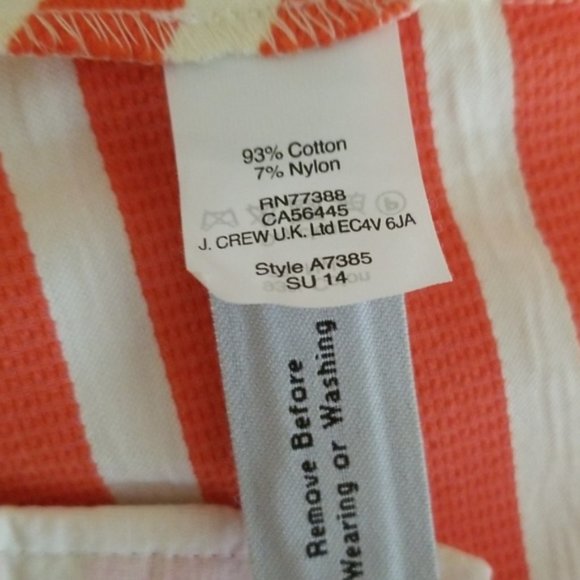 93% Cotton
7% Nylon
RN77388
CA56445
J. CREW U.K. Ltd EC4V 6JA
Style A7385
SU 14
Remove Before
Wearing or Washing